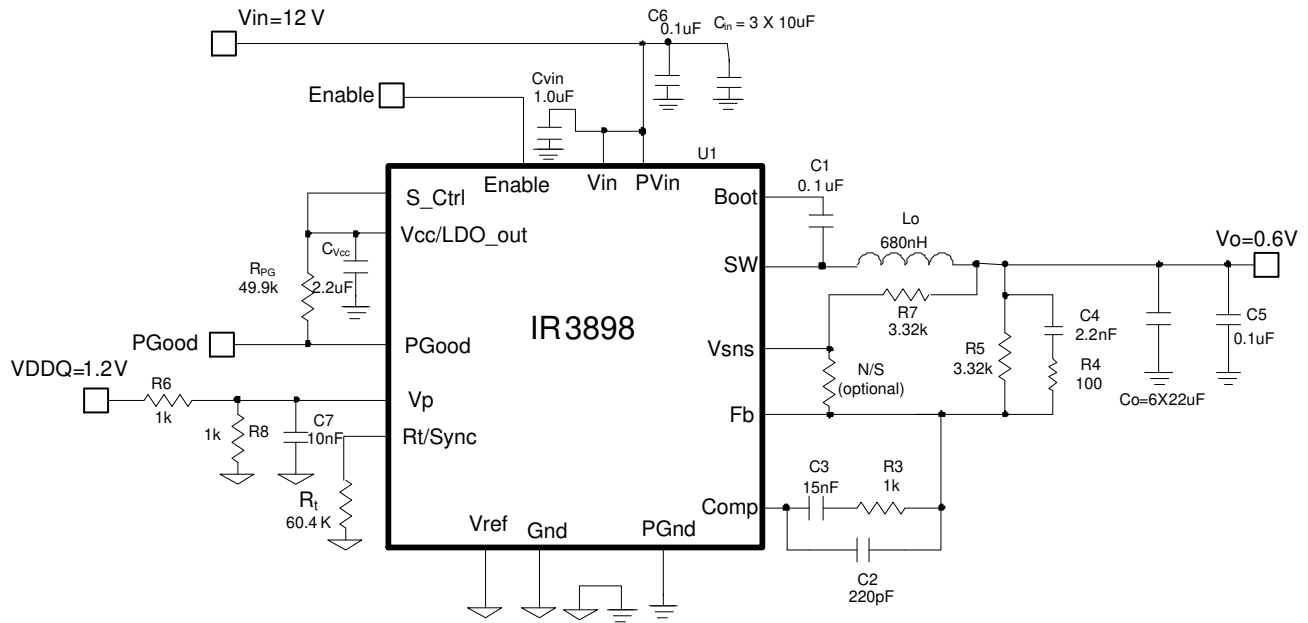 Vin=12 V
C6
0.1uF
Cin = 3 X 10uF
Enable
Cvin
1.0uF
U1
Enable
Vin
PVin
S_Ctrl
Boot
C1
0.1uF
Vcc/LDO_out
CVcc
2.2uF
RPG
49.9k
SW
Lo
680nH
Vo=0.6V
R7
3.32k
IR3898
PGood
PGood
Vsns
N/S
(optional)
R5
3.32k
C4
2.2nF
R4
100
C5
0.1uF
Co=6X22uF
VDDQ=1.2V
R6
1k
Vp
Fb
1k
R8
C7
10nF
Rt/Sync
Rt
60.4 K
C3
15nF
R3
1k
Comp
Vref
Gnd
PGnd
C2
220pF